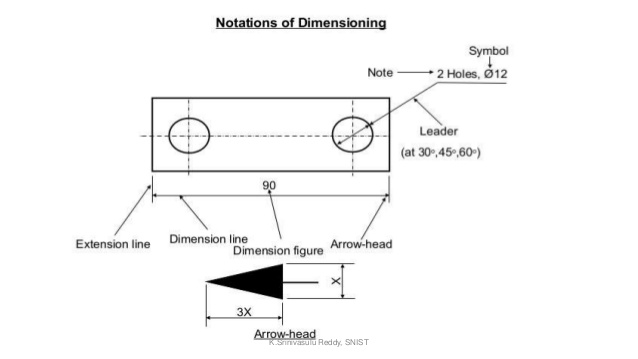 Notations of Dimensioning
Symbol
Note
2 Holes, Ø12
Leader
(at 30°,45°,60°)
90
Extension line
Dimension line
Dimension figure
Arrow-head
X
3X
Arrow-head
K.Srinivasulu Reddy, SNIST